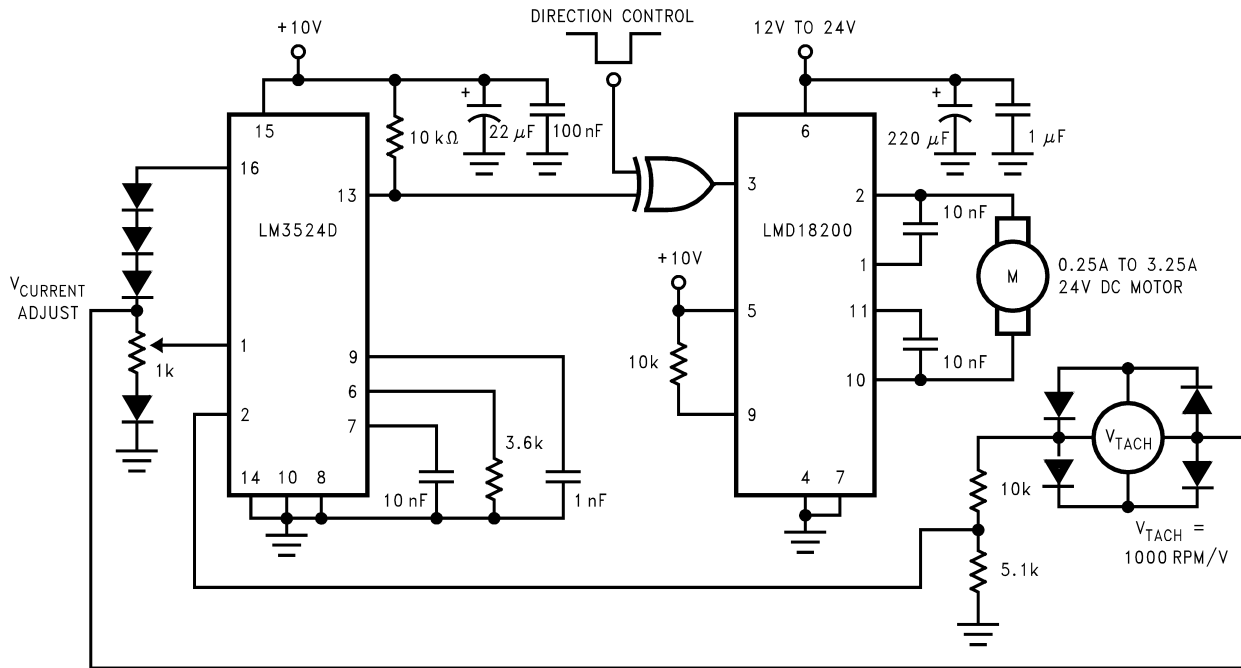 DIRECTION CONTROL
+10V
12V TO 24V
15
10 kΩ
+
22 μF
100 nF
6
+
220 μF
1 μF
16
13
3
2
10 nF
LM3524D
LMD18200
1
V_CURRENT
ADJUST
+10V
M
0.25A TO 3.25A
24V DC MOTOR
5
11
1
1k
9
10k
10 nF
6
10
2
7
9
3.6k
V_TACH
14
10
8
10 nF
1 nF
4
7
10k
V_TACH =
1000 RPM/V
5.1k